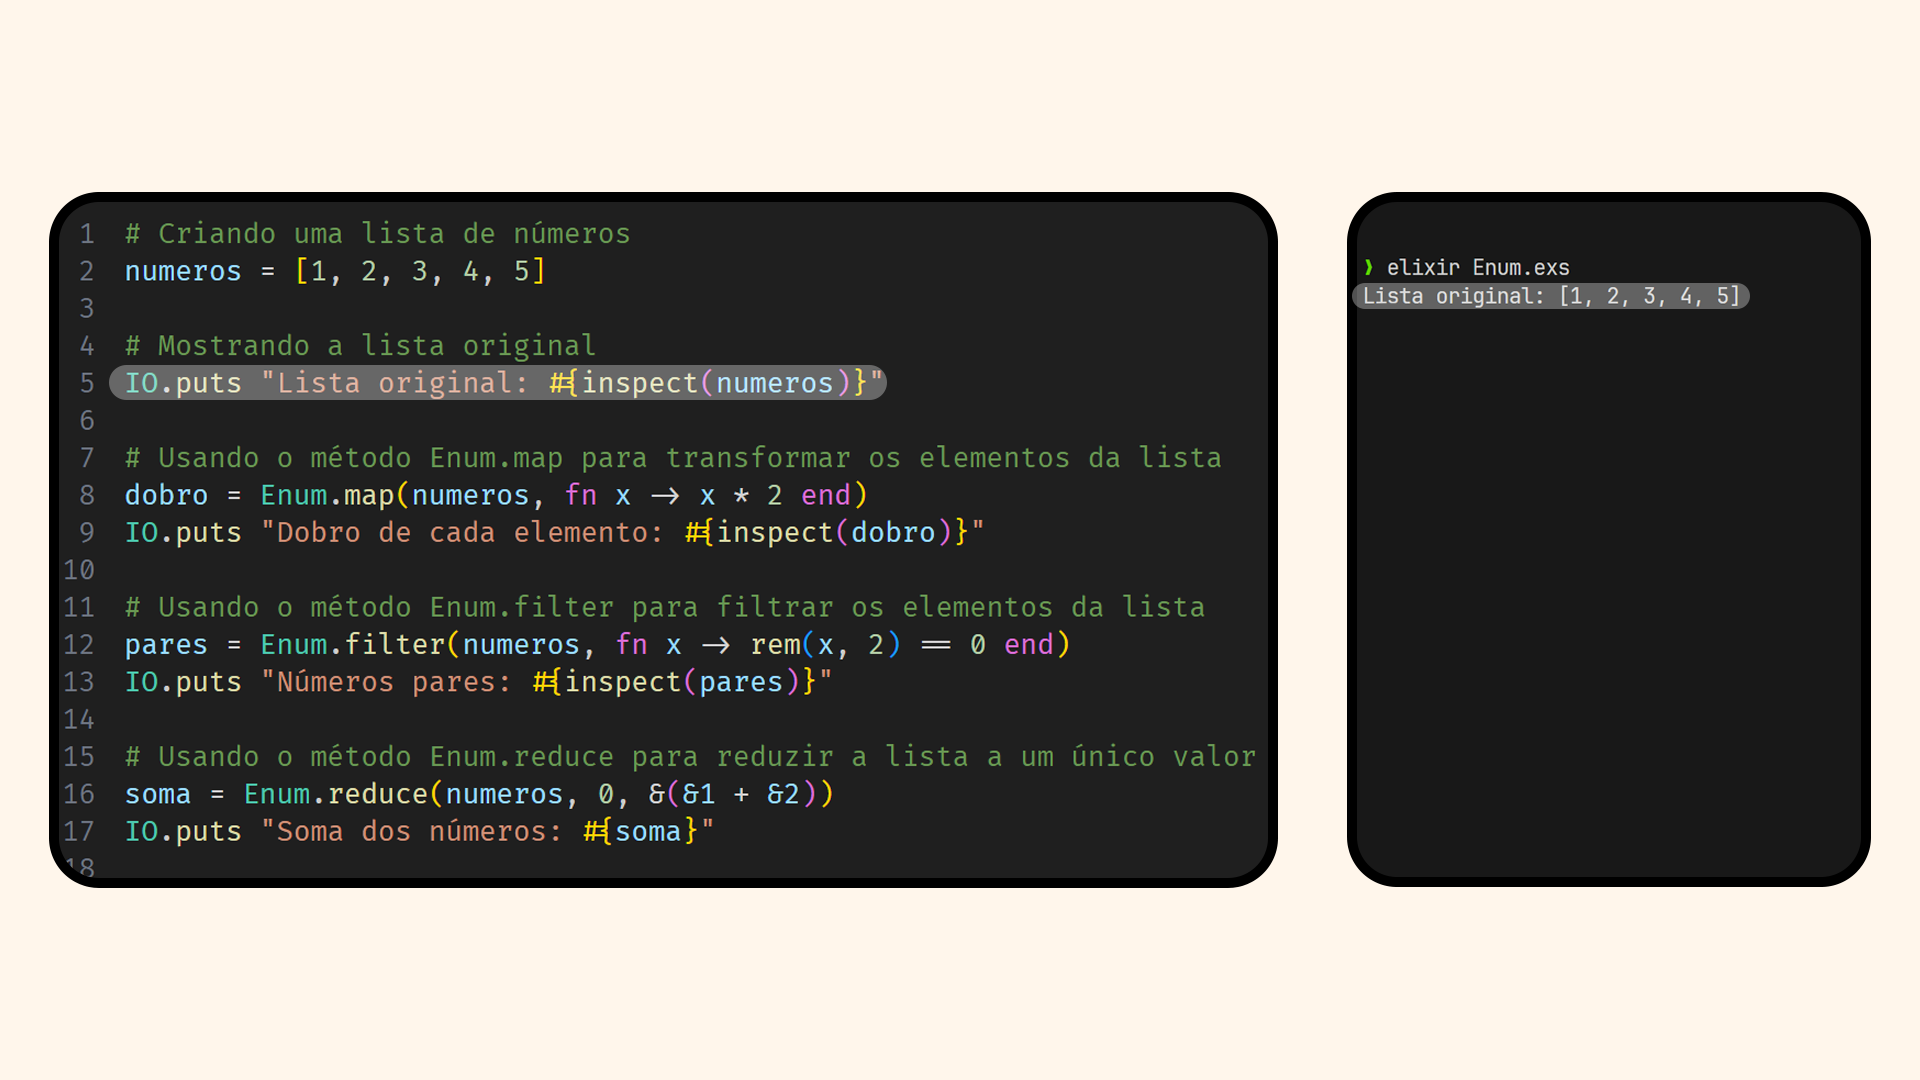 1 # Criando uma lista de números
2 numeros = [1, 2, 3, 4, 5]
3
4 # Mostrando a lista original
5 IO.puts "Lista original: #{inspect(numeros)}"
6
7 # Usando o método Enum.map para transformar os elementos da lista
8 dobro = Enum.map(numeros, fn x -> x * 2 end)
9 IO.puts "Dobro de cada elemento: #{inspect(dobro)}"
10
11 # Usando o método Enum.filter para filtrar os elementos da lista
12 pares = Enum.filter(numeros, fn x -> rem(x, 2) == 0 end)
13 IO.puts "Números pares: #{inspect(pares)}"
14
15 # Usando o método Enum.reduce para reduzir a lista a um único valor
16 soma = Enum.reduce(numeros, 0, &(&1 + &2))
17 IO.puts "Soma dos números: #{soma}"
18
❯ elixir Enum.exs
Lista original: [1, 2, 3, 4, 5]